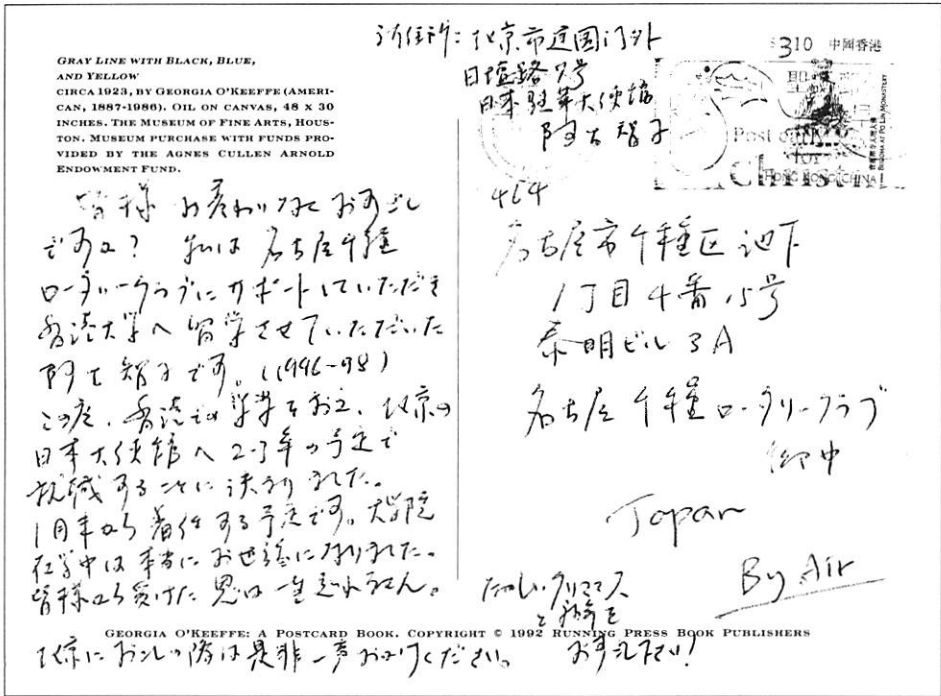 GRAY LINE WITH BLACK, BLUE,
AND YELLOW
CIRCA 1923, BY GEORGIA O'KEEFFE (AMERI-
CAN, 1887-1986). OIL ON CANVAS, 48 X 30
INCHES. THE MUSEUM OF FINE ARTS, HOUS-
TON. MUSEUM PURCHASE WITH FUNDS PRO-
VIDED BY THE AGNES CULLEN ARNOLD
ENDOWMENT FUND.
皆様 お変わりなくおすごし
ですか? 私は名古屋千種
ロータリークラブにサポートしていただき
香港大学へ留学させていただいた
阿古智子です。(1996-98)
この度、香港での学業をおえ、北京の
日本大使館へ2-3年の予定で
就職することに決まりました。
1月末から着任する予定です。大学院
在学中は本当にお世話になりました。
皆様から受けた恩は一生忘れません。
北京にお越しの際は是非一声おかけください。
たのしいクリスマス
と新年を
おすごし下さい!
新住所:北京市建国门外
日坛路7号
日本駐華大使館
阿古智子
$310 中國香港
HONG KONG CHINA
464
名古屋市千種区池下
1丁目4番15号
泰明ビル3A
名古屋千種ロータリークラブ
御中
Japan
By Air
GEORGIA O'KEEFFE: A POSTCARD BOOK. COPYRIGHT © 1992 RUNNING PRESS BOOK PUBLISHERS